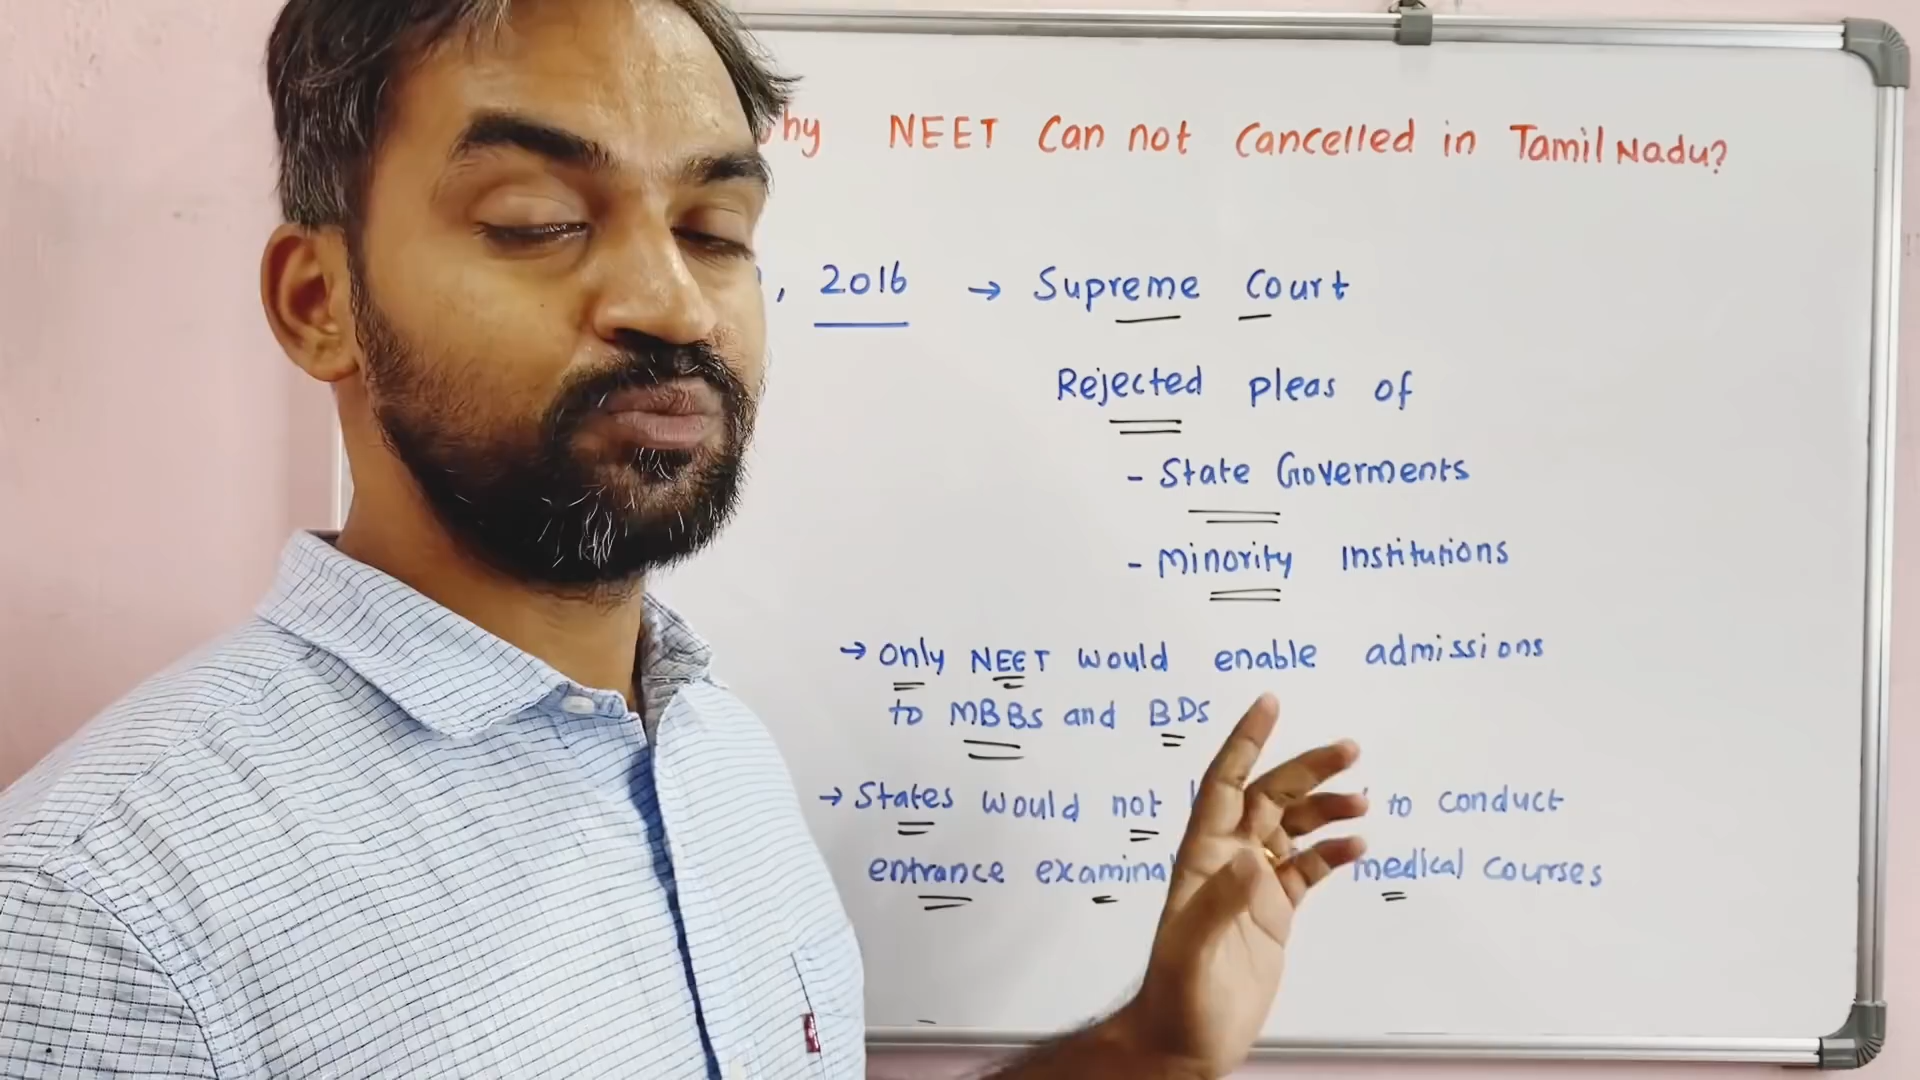 hy NEET Can not Cancelled in Tamil Nadu?
, 2016 → Supreme Court
Rejected pleas of
- State Goverments
- Minority Institutions
→ Only NEET would enable admissions
to MBBS and BDS
→ States would not to conduct
entrance examina medical courses